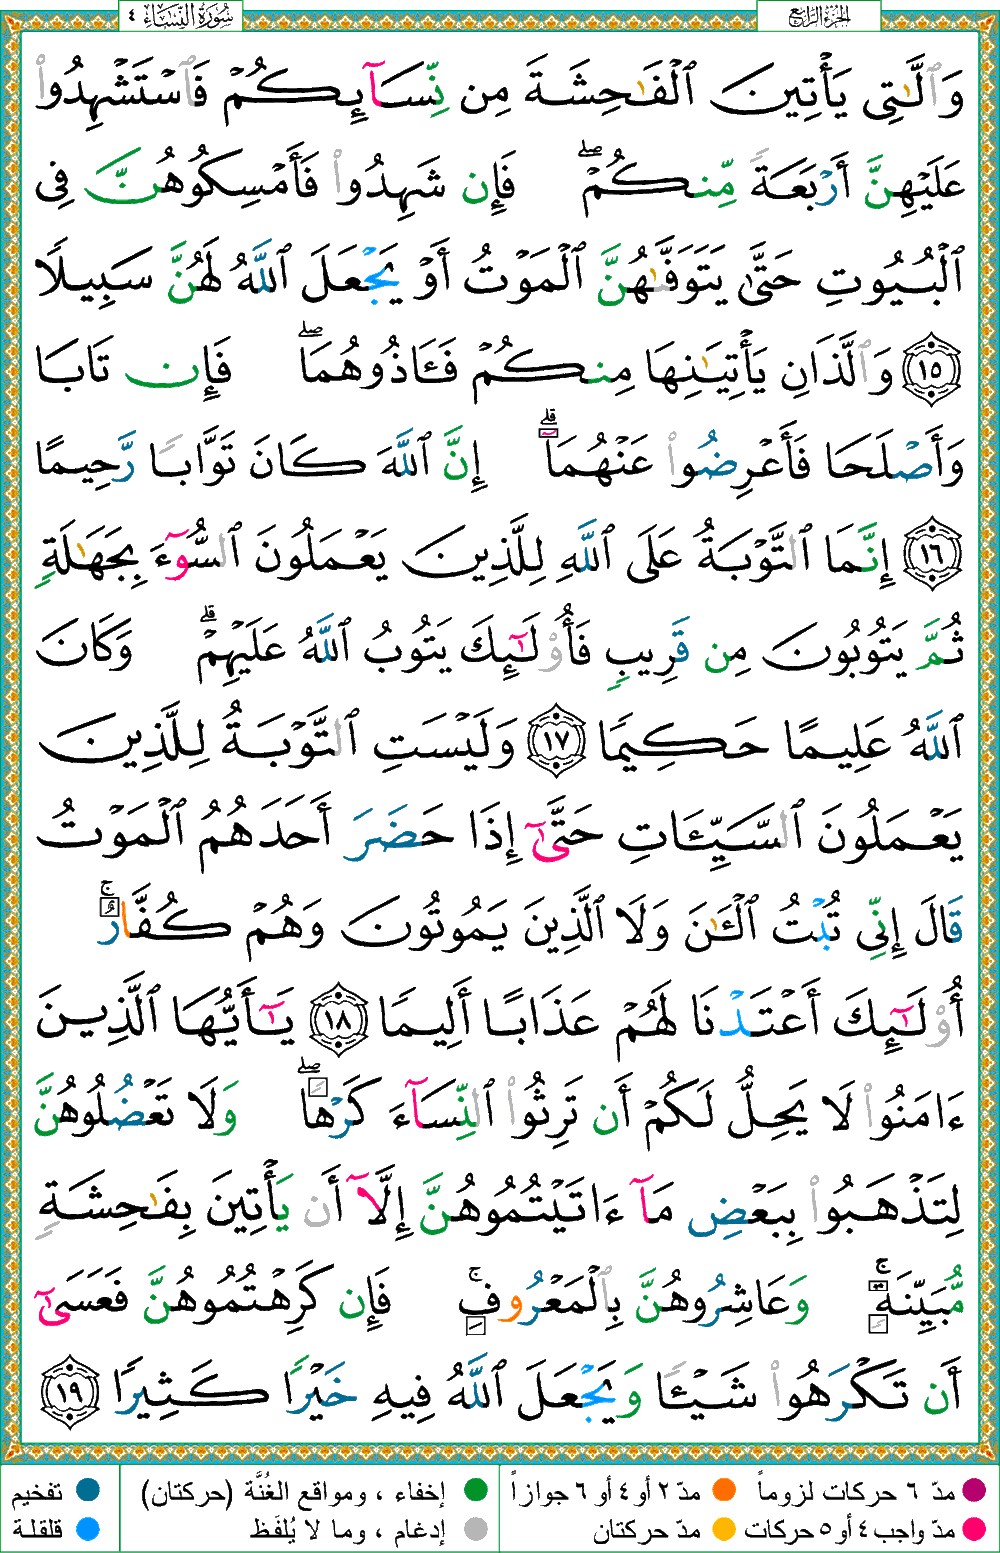 الجزء الرابع
سورة النساء ٤
وَٱلَّٰتِى يَأْتِينَ ٱلْفَٰحِشَةَ مِن نِّسَآئِكُمْ فَٱسْتَشْهِدُوا۟
عَلَيْهِنَّ أَرْبَعَةً مِّنكُمْ ۖ فَإِن شَهِدُوا۟ فَأَمْسِكُوهُنَّ فِى
ٱلْبُيُوتِ حَتَّىٰ يَتَوَفَّىٰهُنَّ ٱلْمَوْتُ أَوْ يَجْعَلَ ٱللَّهُ لَهُنَّ سَبِيلًا
١٥ وَٱلَّذَانِ يَأْتِيَٰنِهَا مِنكُمْ فَـَٔاذُوهُمَا ۖ فَإِن تَابَا
وَأَصْلَحَا فَأَعْرِضُوا۟ عَنْهُمَآ ۗ إِنَّ ٱللَّهَ كَانَ تَوَّابًا رَّحِيمًا
١٦ إِنَّمَا ٱلتَّوْبَةُ عَلَى ٱللَّهِ لِلَّذِينَ يَعْمَلُونَ ٱلسُّوٓءَ بِجَهَٰلَةٍ
ثُمَّ يَتُوبُونَ مِن قَرِيبٍ فَأُو۟لَٰٓئِكَ يَتُوبُ ٱللَّهُ عَلَيْهِمْ ۗ وَكَانَ
ٱللَّهُ عَلِيمًا حَكِيمًا ١٧ وَلَيْسَتِ ٱلتَّوْبَةُ لِلَّذِينَ
يَعْمَلُونَ ٱلسَّيِّـَٔاتِ حَتَّىٰٓ إِذَا حَضَرَ أَحَدَهُمُ ٱلْمَوْتُ
قَالَ إِنِّى تُبْتُ ٱلْـَٰٔنَ وَلَا ٱلَّذِينَ يَمُوتُونَ وَهُمْ كُفَّارٌ ۚ
أُو۟لَٰٓئِكَ أَعْتَدْنَا لَهُمْ عَذَابًا أَلِيمًا ١٨ يَٰٓأَيُّهَا ٱلَّذِينَ
ءَامَنُوا۟ لَا يَحِلُّ لَكُمْ أَن تَرِثُوا۟ ٱلنِّسَآءَ كَرْهًا ۖ وَلَا تَعْضُلُوهُنَّ
لِتَذْهَبُوا۟ بِبَعْضِ مَآ ءَاتَيْتُمُوهُنَّ إِلَّآ أَن يَأْتِينَ بِفَٰحِشَةٍ
مُّبَيِّنَةٍ ۚ وَعَاشِرُوهُنَّ بِٱلْمَعْرُوفِ ۚ فَإِن كَرِهْتُمُوهُنَّ فَعَسَىٰٓ
أَن تَكْرَهُوا۟ شَيْـًٔا وَيَجْعَلَ ٱللَّهُ فِيهِ خَيْرًا كَثِيرًا ١٩
مدّ ٦ حركات لزوماً مدّ ٢ أو ٤ أو ٦ جوازاً إخفاء ، ومواقع الغُنَّة (حركتان) تفخيم
مدّ واجب ٤ أو ٥ حركات مدّ حركتان إدغام ، وما لا يُلفَظ قلقلة